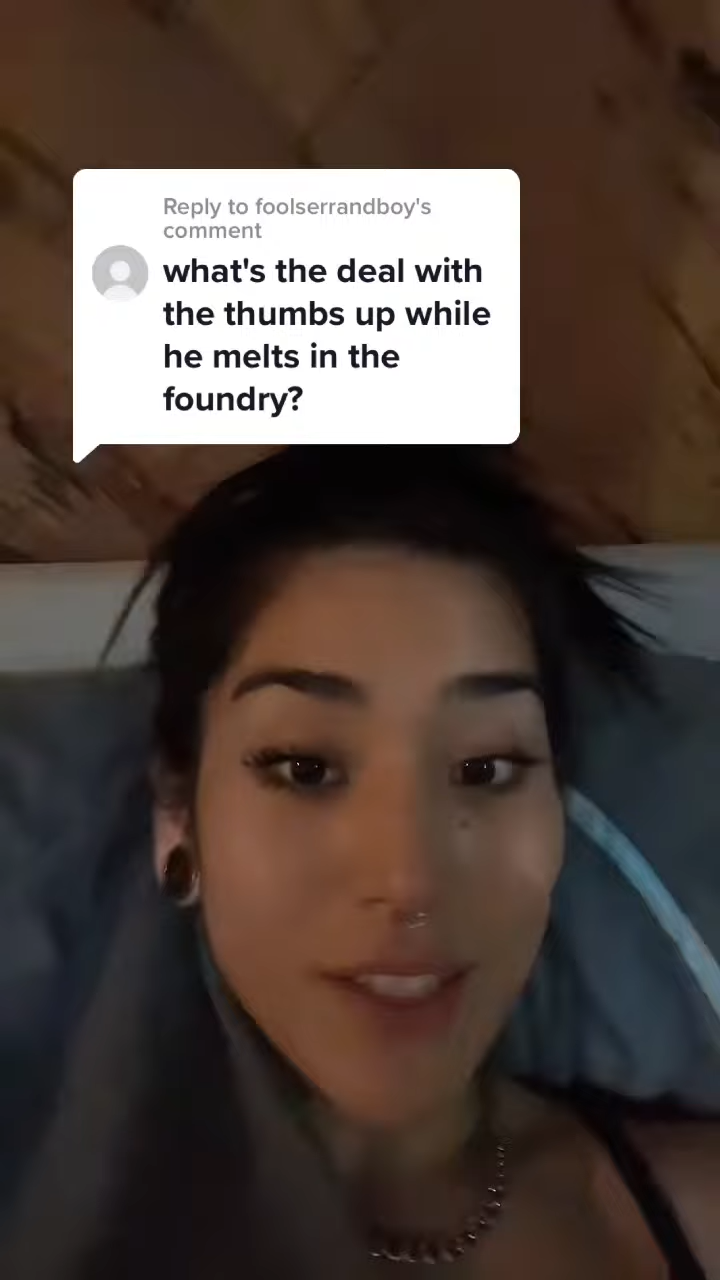 Reply to foolserrandboy's
comment
what's the deal with
the thumbs up while
he melts in the
foundry?